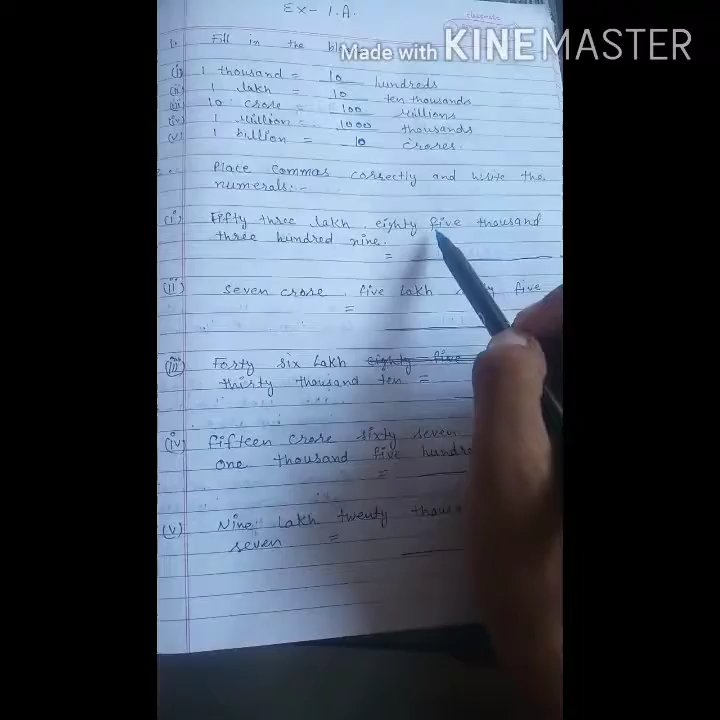 Ex- 1.A.
classmate
Fill in the
Made with KINEMASTER
(i) 1 thousand = 10 hundreds
(ii) 1 lakh = 10 ten thousands
(iii) 10 crore = 100 Millions
(iv) 1 Million = 1000 thousands
(v) 1 billion = 10 crores.
Place Commas correctly and write the
numerals:-
(i) Fifty three lakh, eighty five thousand
three hundred nine.
=
(ii) Seven crore, five lakh five
=
(iii) Forty six lakh eighty five
thirty thousand ten =
(iv) Fifteen crore sixty seven
one thousand five
=
(v) Nine lakh twenty
seven =